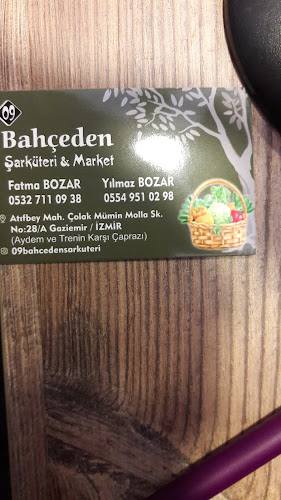 09
Bahçeden
Şarküteri & Market
Fatma BOZAR Yılmaz BOZAR
0532 711 09 38 0554 951 02 98
Atıfbey Mah. Çolak Mümin Molla Sk.
No:28/A Gaziemir / İZMİR
(Aydem ve Trenin Karşı Çaprazı)
09bahcedensarkuteri